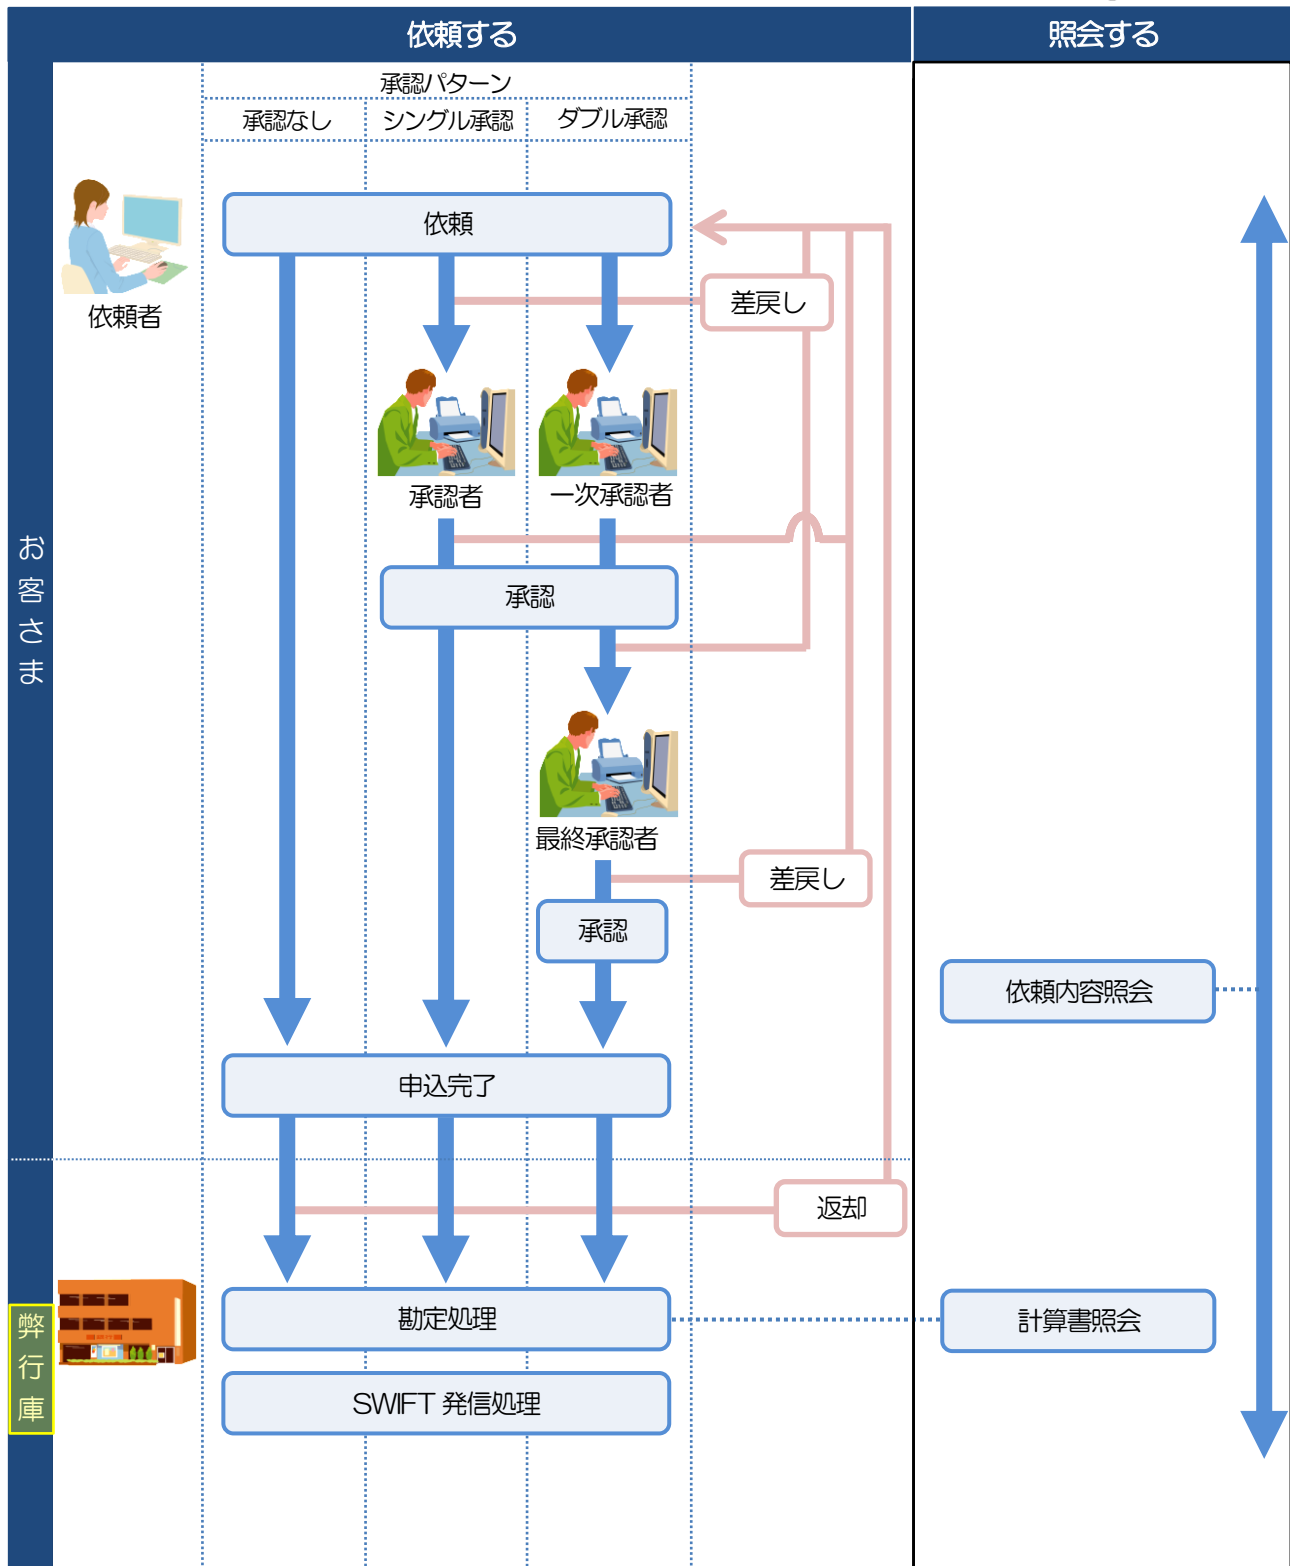 依頼する
照会する
承認パターン
承認なし
シングル承認
ダブル承認
依頼
依頼者
差戻し
承認者
一次承認者
お客さま
承認
最終承認者
差戻し
承認
依頼内容照会
申込完了
返却
弊行庫
勘定処理
計算書照会
SWIFT 発信処理